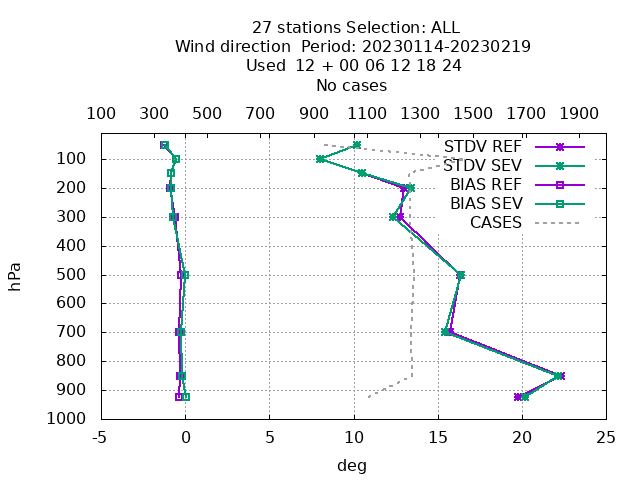 27 stations Selection: ALL
Wind direction  Period: 20230114-20230219
Used  12 + 00 06 12 18 24
No cases
100 300 500 700 900 1100 1300 1500 1700 1900
STDV REF
STDV SEV
BIAS REF
BIAS SEV
CASES
100
200
300
400
500
600
700
800
900
1000
hPa
-5 0 5 10 15 20 25
deg